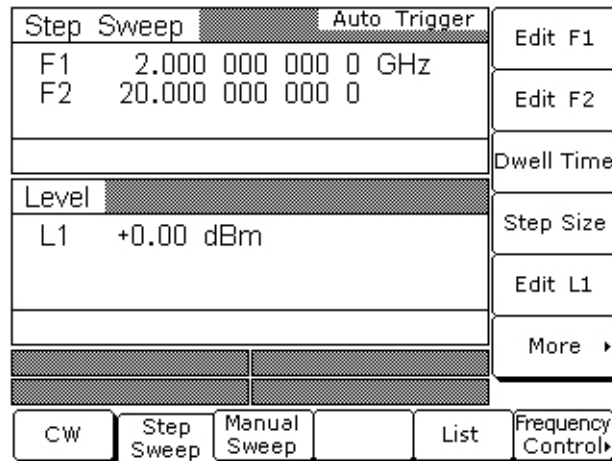 Step Sweep Auto Trigger
F1 2.000 000 000 0 GHz
F2 20.000 000 000 0
Level
L1 +0.00 dBm
Edit F1
Edit F2
Dwell Time
Step Size
Edit L1
More
CW
Step
Sweep
Manual
Sweep
List
Frequency
Control